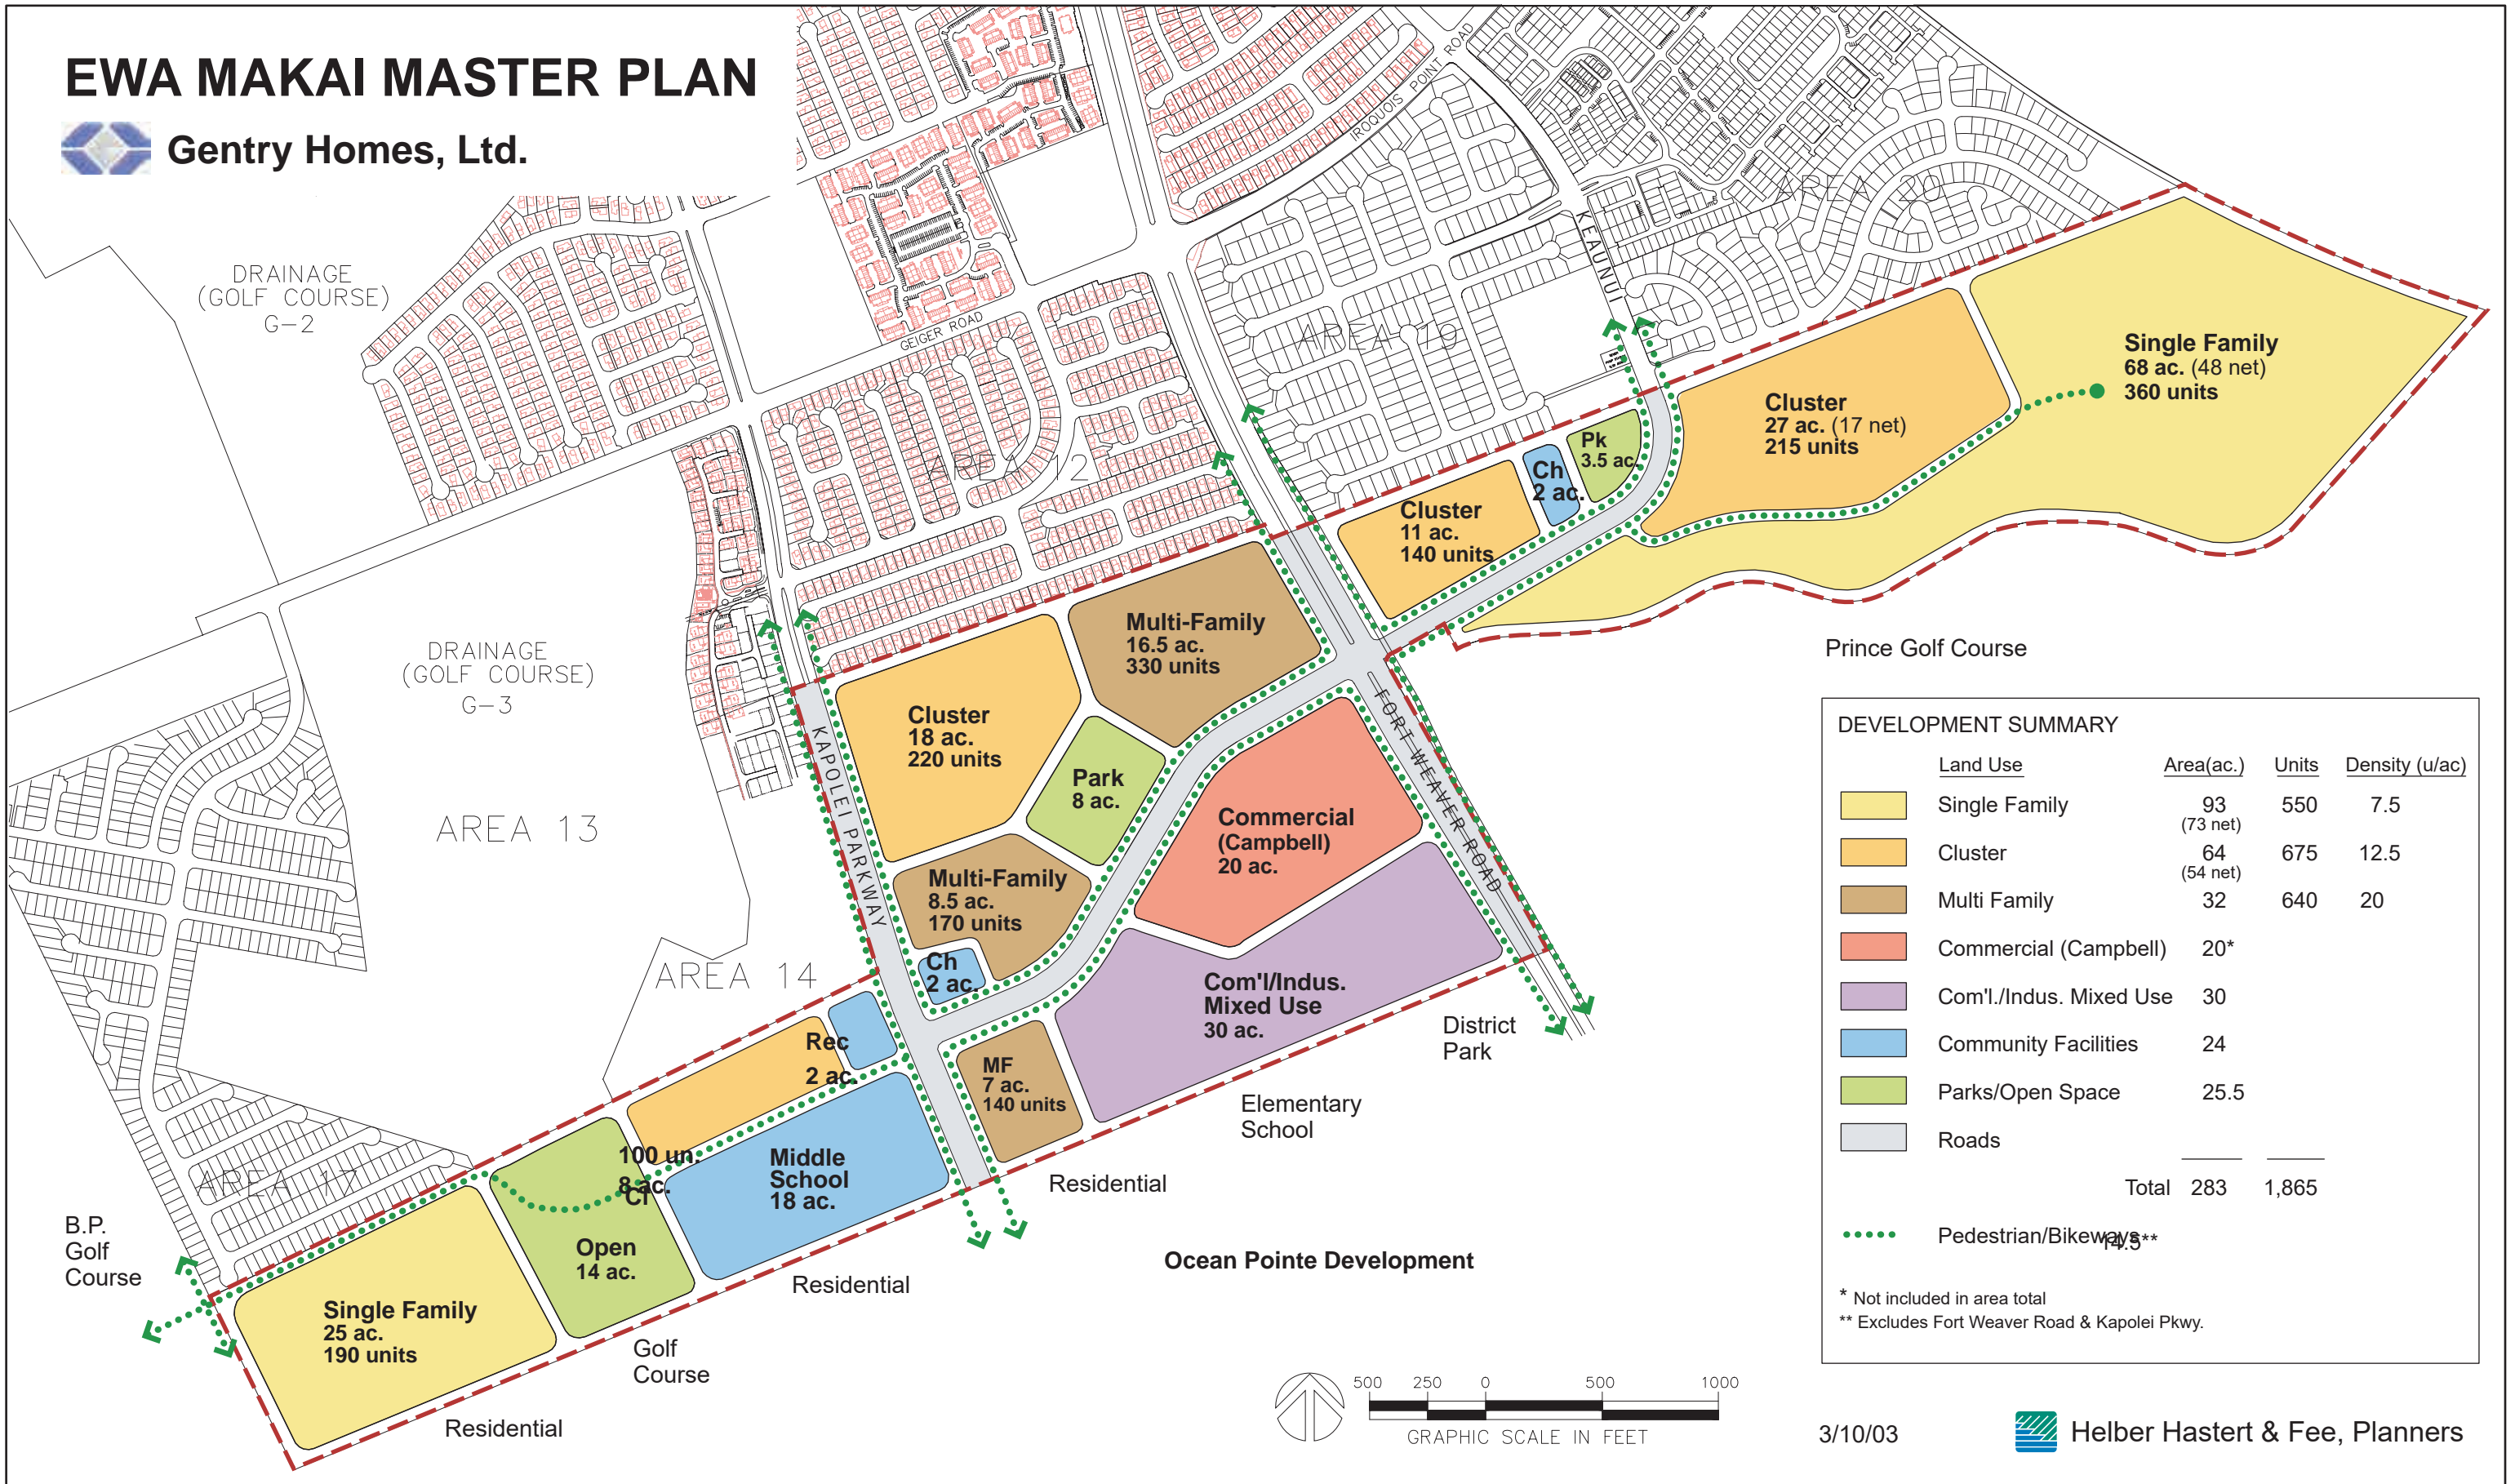 EWA MAKAI MASTER PLAN
Gentry Homes, Ltd.
DRAINAGE
(GOLF COURSE)
G-2
GEIGER ROAD
IROQUOIS POINT ROAD
KEAUNUI
AREA 20
AREA 19
AREA 12
DRAINAGE
(GOLF COURSE)
G-3
AREA 13
AREA 14
AREA 17
Single Family
68 ac. (48 net)
360 units
Cluster
27 ac. (17 net)
215 units
Pk
3.5 ac.
Ch
2 ac.
Cluster
11 ac.
140 units
Multi-Family
16.5 ac.
330 units
Cluster
18 ac.
220 units
Park
8 ac.
Commercial
(Campbell)
20 ac.
Multi-Family
8.5 ac.
170 units
Ch
2 ac.
Com'l/Indus.
Mixed Use
30 ac.
KAPOLEI PARKWAY
FORT WEAVER ROAD
Rec
2 ac.
MF
7 ac.
140 units
100 un.
8 ac.
Cl
Middle
School
18 ac.
Open
14 ac.
Single Family
25 ac.
190 units
B.P.
Golf
Course
Residential
Golf
Course
Residential
Residential
Elementary
School
District
Park
Ocean Pointe Development
Prince Golf Course
DEVELOPMENT SUMMARY
Land Use Area(ac.) Units Density (u/ac)
Single Family 93 550 7.5
(73 net)
Cluster 64 675 12.5
(54 net)
Multi Family 32 640 20
Commercial (Campbell) 20*
Com'l./Indus. Mixed Use 30
Community Facilities 24
Parks/Open Space 25.5
Roads
Total 283 1,865
Pedestrian/Bikeways 14.5**
* Not included in area total
** Excludes Fort Weaver Road & Kapolei Pkwy.
500 250 0 500 1000
GRAPHIC SCALE IN FEET
3/10/03
Helber Hastert & Fee, Planners